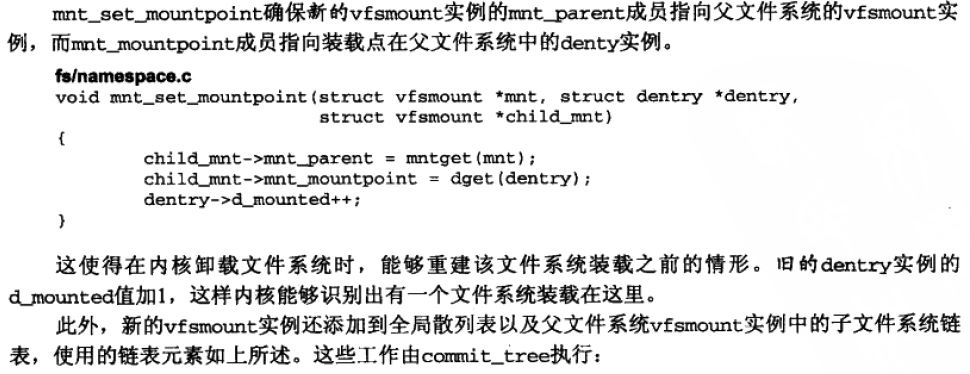 mnt_set_mountpoint确保新的vfsmount实例的mnt_parent成员指向父文件系统的vfsmount实
例，而mnt_mountpoint成员指向装载点在父文件系统中的denty实例。
fs/namespace.c
void mnt_set_mountpoint(struct vfsmount *mnt, struct dentry *dentry,
struct vfsmount *child_mnt)
{
child_mnt->mnt_parent = mntget(mnt);
child_mnt->mnt_mountpoint = dget(dentry);
dentry->d_mounted++;
}
这使得在内核卸载文件系统时，能够重建该文件系统装载之前的情形。旧的dentry实例的
d_mounted值加1，这样内核能够识别出有一个文件系统装载在这里。
此外，新的vfsmount实例还添加到全局散列表以及父文件系统vfsmount实例中的子文件系统链
表，使用的链表元素如上所述。这些工作由commit_tree执行：